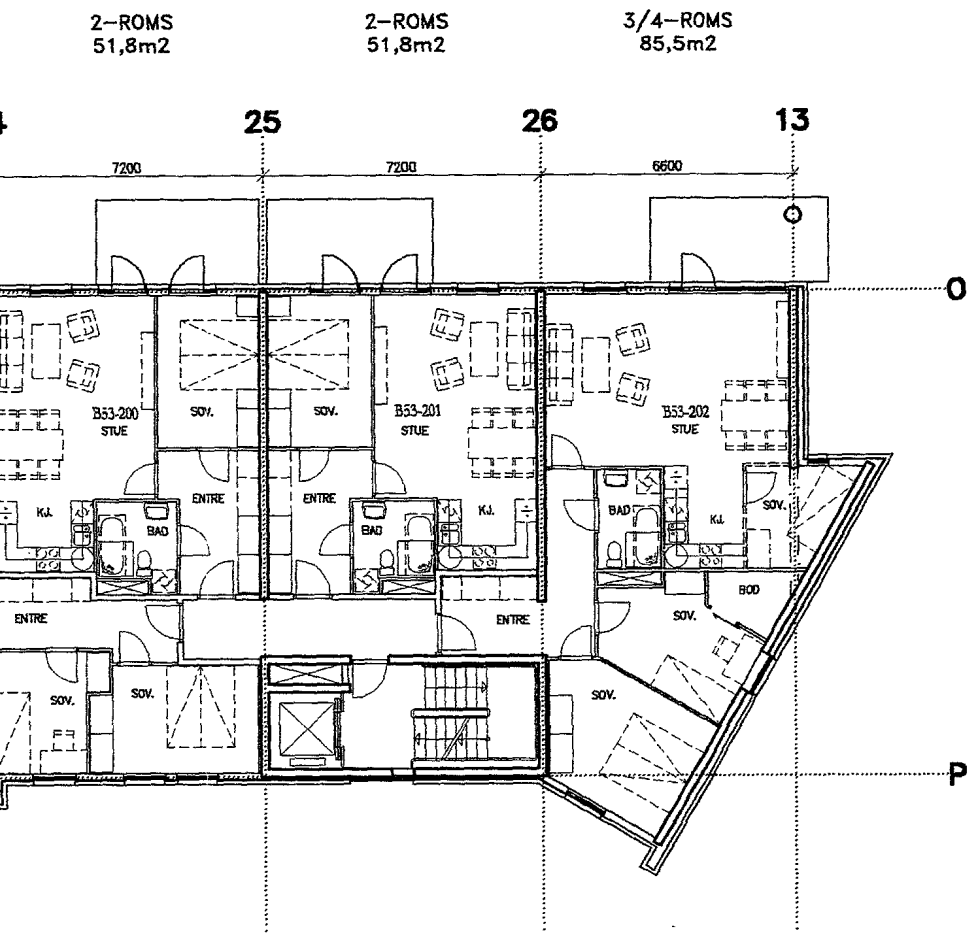 2-ROMS
51,8m2
2-ROMS
51,8m2
3/4-ROMS
85,5m2
4
25
26
13
7200
7200
6600
O
B53-200
STUE
SOV.
SOV.
B53-201
STUE
B53-202
STUE
KJ.
BAD
ENTRE
ENTRE
BAD
KJ.
BAD
KJ.
SOV.
ENTRE
ENTRE
SOV.
BOD
SOV.
SOV.
SOV.
P